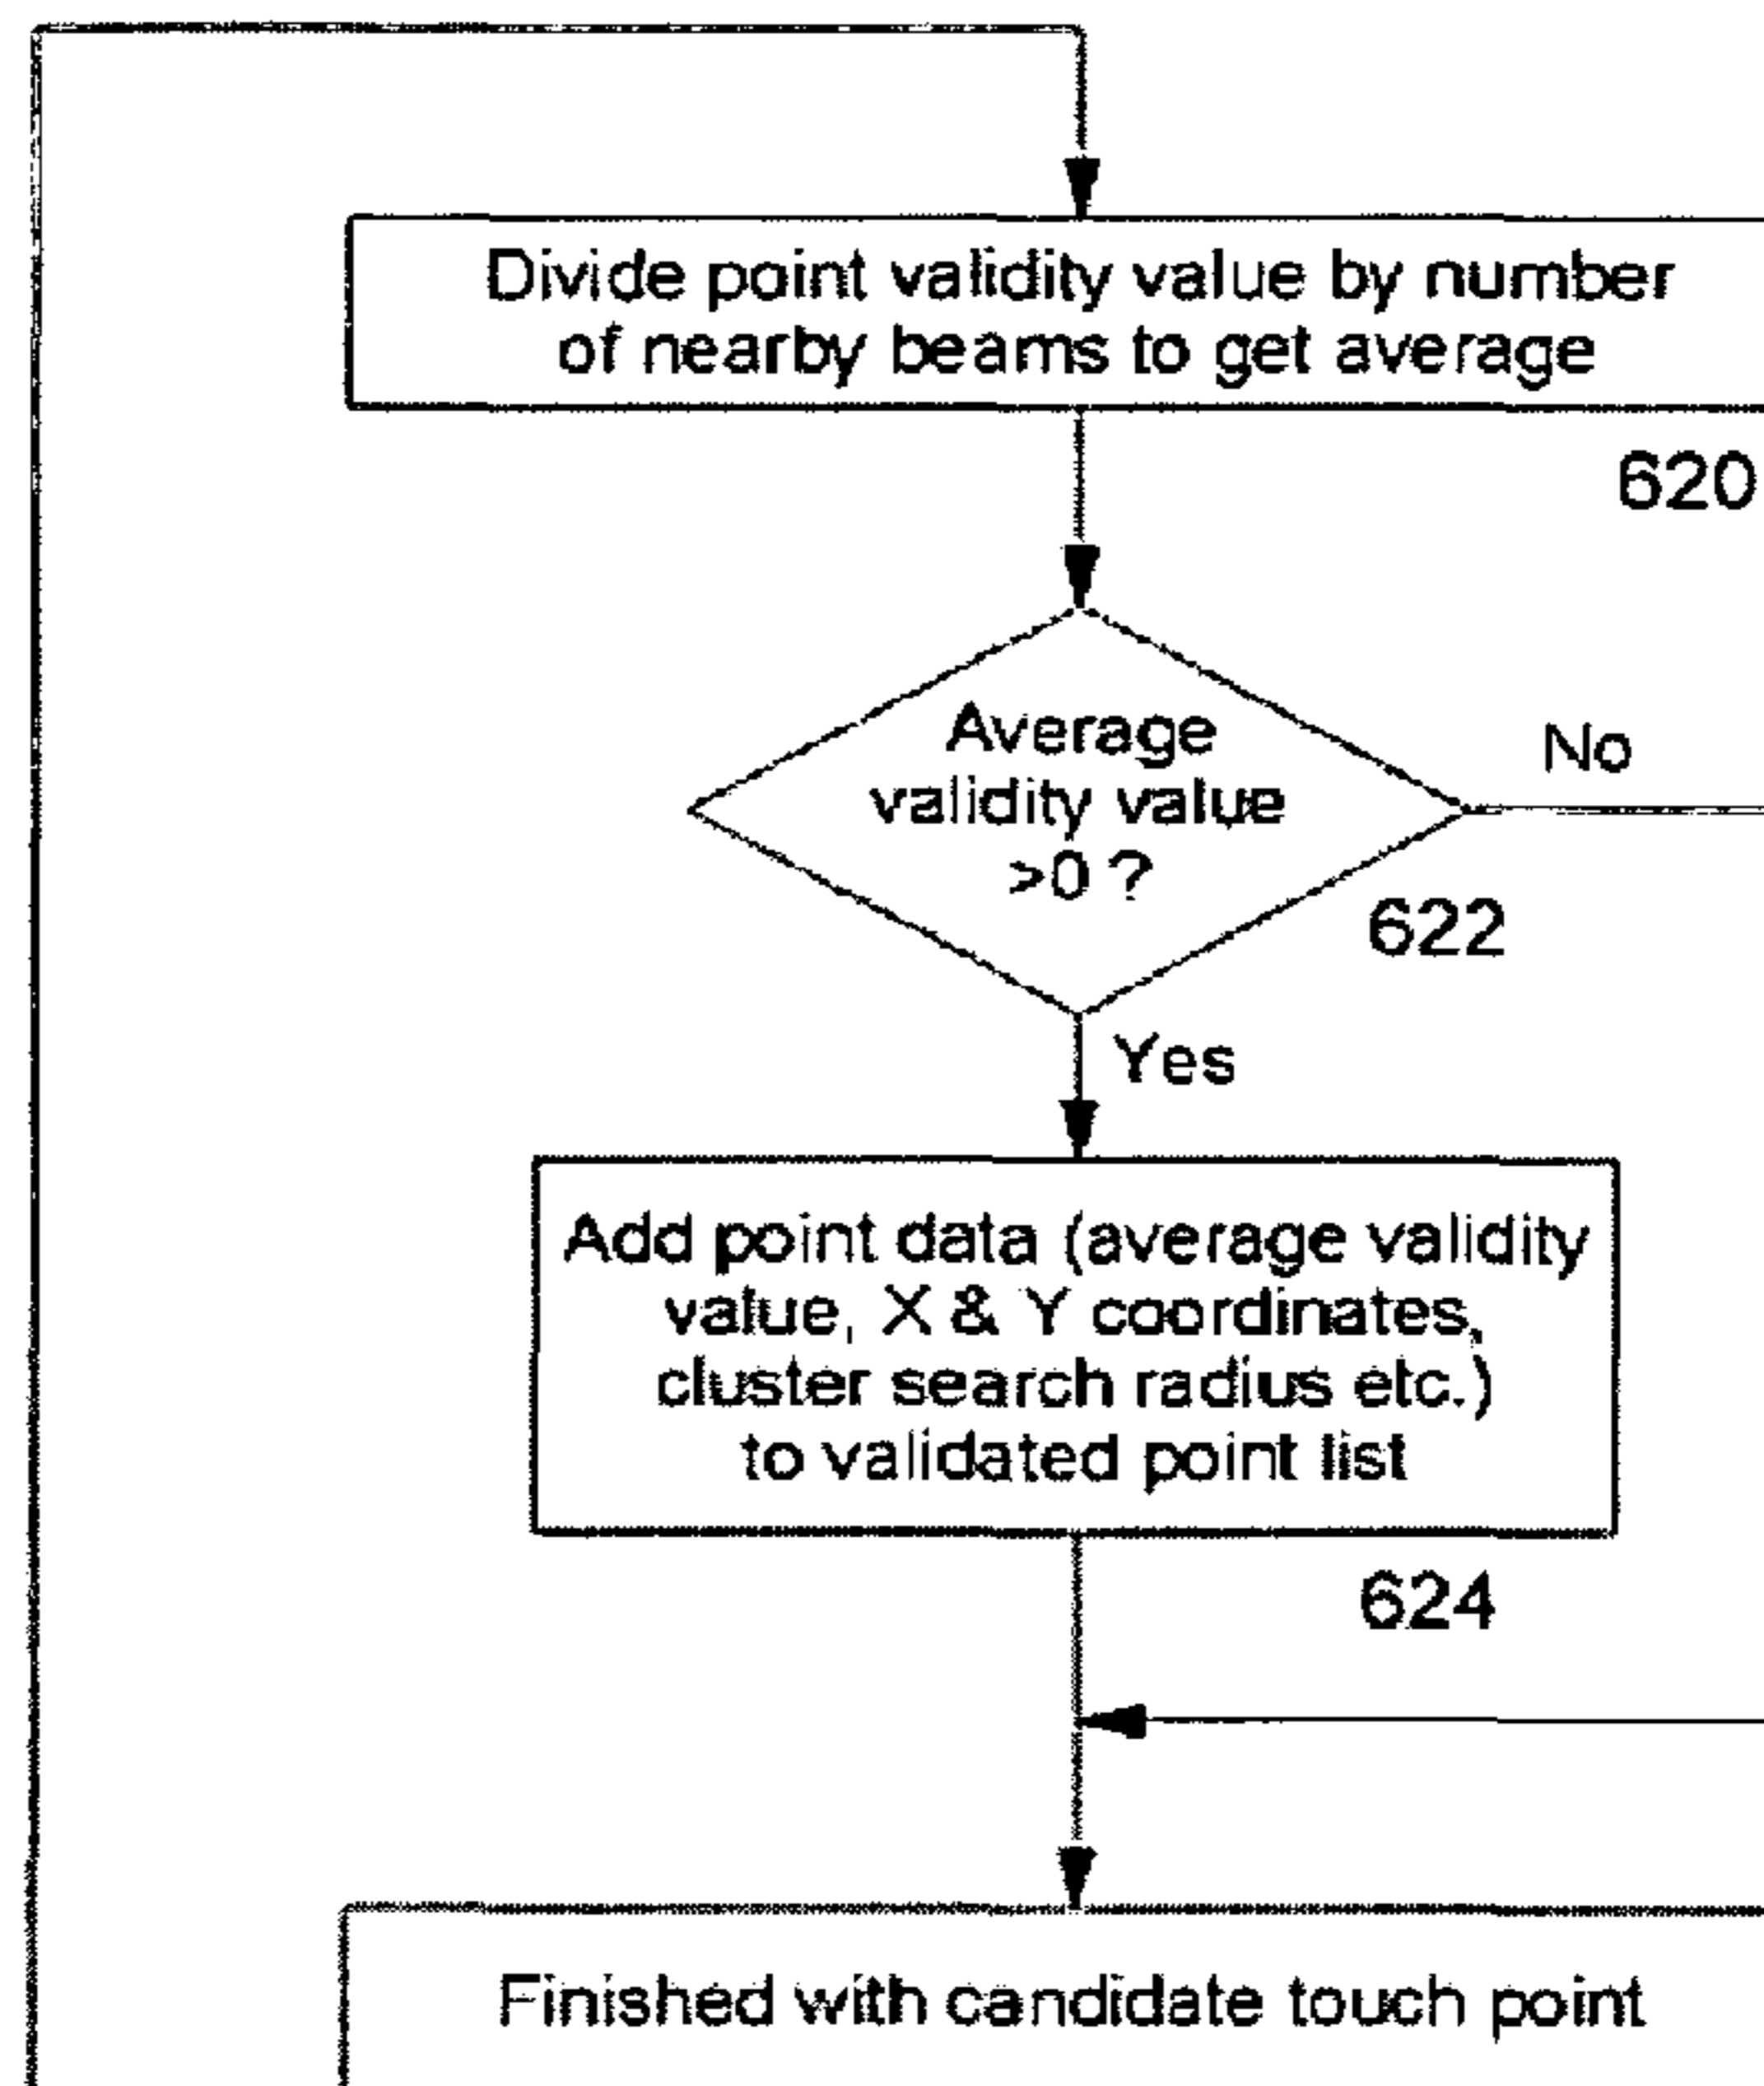 Divide point validity value by number
of nearby beams to get average
620
Average
validity value
>0 ?
No
622
Yes
Add point data (average validity
value, X & Y coordinates,
cluster search radius etc.)
to validated point list
624
Finished with candidate touch point